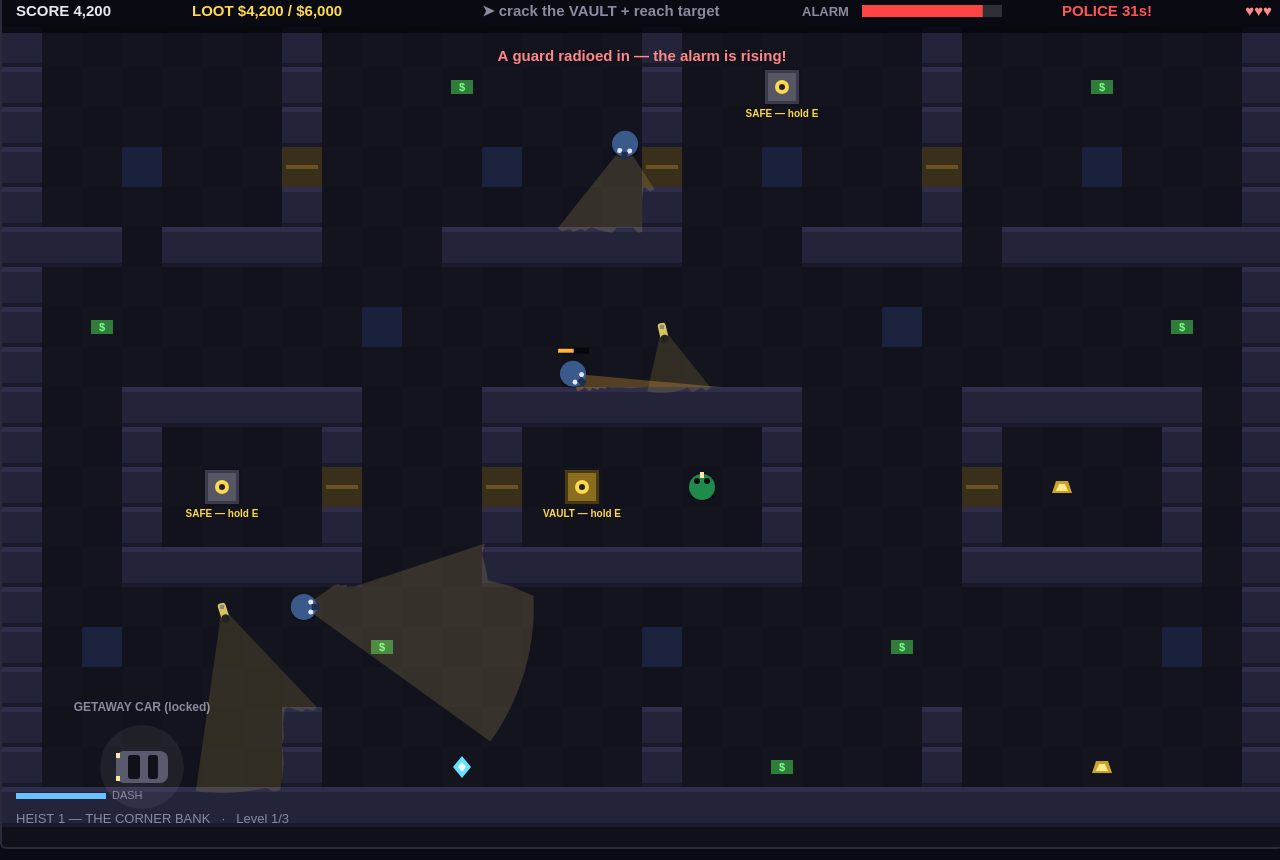 SCORE 4,200
LOOT $4,200 / $6,000
➤ crack the VAULT + reach target
ALARM
POLICE 31s!
♥♥♥
A guard radioed in — the alarm is rising!
$
$
SAFE — hold E
$
$
SAFE — hold E
VAULT — hold E
$
$
GETAWAY CAR (locked)
$
DASH
HEIST 1 — THE CORNER BANK · Level 1/3